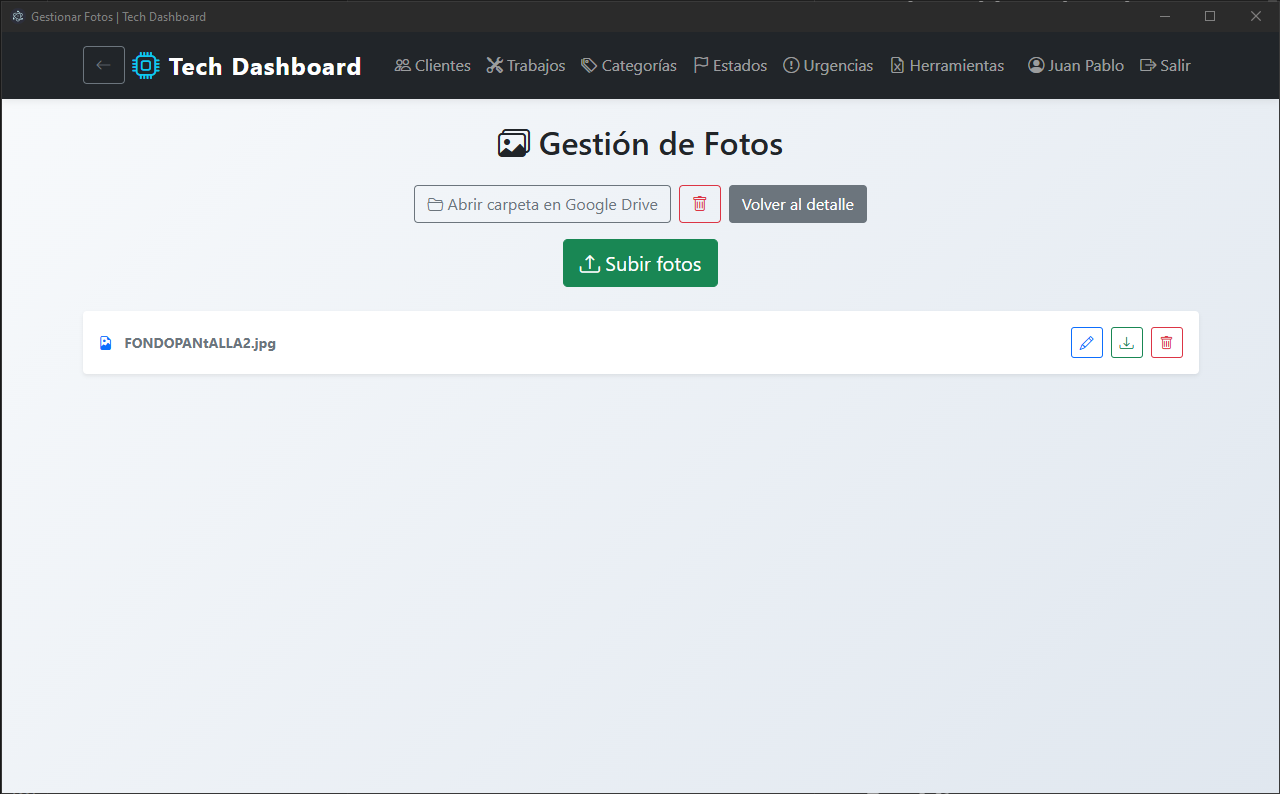 Gestionar Fotos | Tech Dashboard
Tech Dashboard Clientes Trabajos Categorías Estados Urgencias Herramientas Juan Pablo Salir
Gestión de Fotos
Abrir carpeta en Google Drive Volver al detalle
Subir fotos
FONDOPANtALLA2.jpg